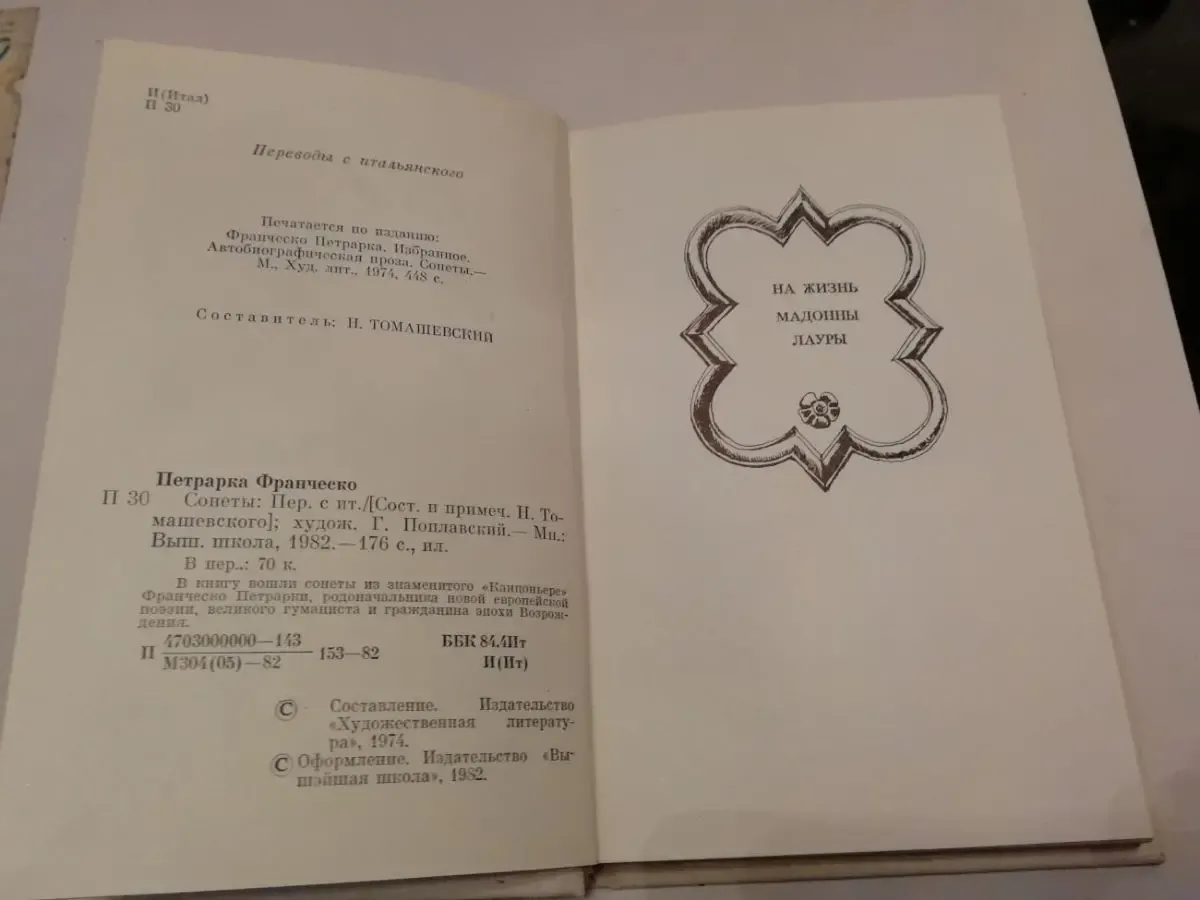 И(Итал)
П 30
Переводы с итальянского
Печатается по изданию:
Франческо Петрарка. Избранное.
Автобиографическая проза. Сонеты.—
М., Худ. лит., 1974, 448 с.
Составитель: Н. ТОМАШЕВСКИЙ
Петрарка Франческо
П 30 Сонеты: Пер. с ит./[Сост. и примеч. Н. То-
машевского]; худож. Г. Поплавский.— Мн.:
Выш. школа, 1982.—176 с., ил.
В пер..: 70 к.
В книгу вошли сонеты из знаменитого «Канцоньере»
Франческо Петрарки, родоначальника новой европейской
поэзии, великого гуманиста и гражданина эпохи Возрож-
дения.
П 4703000000—143 153—82
М304(05)—82
ББК 84.4Ит
И(Ит)
© Составление. Издательство
«Художественная литерату-
ра», 1974.
© Оформление. Издательство «Вы-
шэйшая школа», 1982.
НА ЖИЗНЬ
МАДОННЫ
ЛАУРЫ